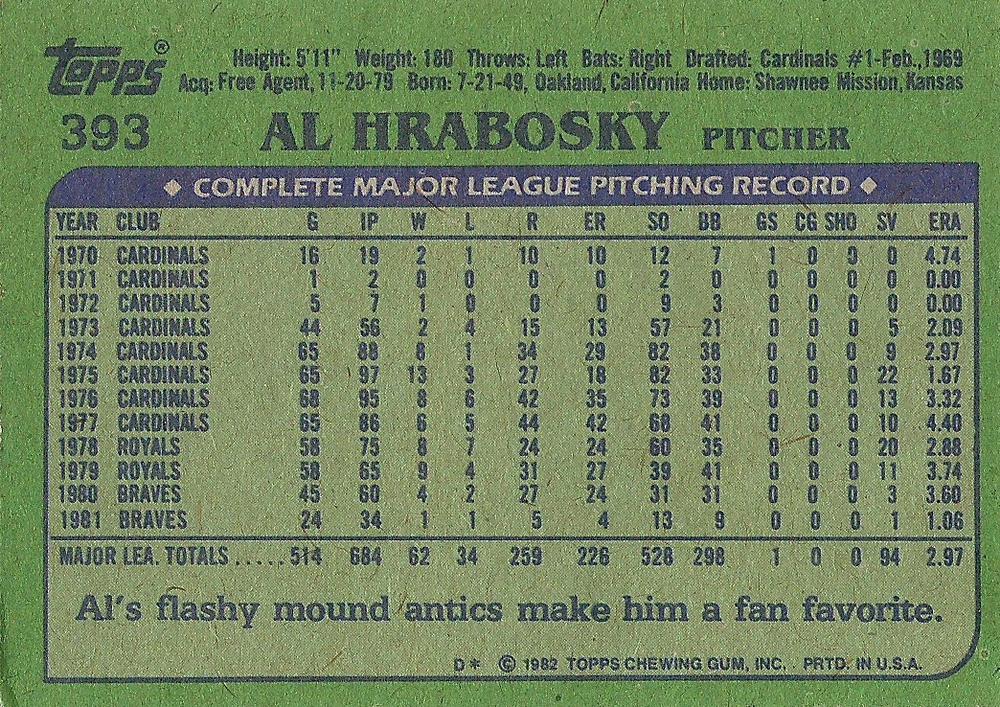 topps®
Height: 5'11" Weight: 180 Throws: Left Bats: Right Drafted: Cardinals #1-Feb., 1969
Acq: Free Agent, 11-20-79 Born: 7-21-49, Oakland, California Home: Shawnee Mission, Kansas
393 AL HRABOSKY PITCHER
◆ COMPLETE MAJOR LEAGUE PITCHING RECORD ◆
YEAR CLUB G IP W L R ER SO BB GS CG SHO SV ERA
1970 CARDINALS 16 19 2 1 10 10 12 7 1 0 0 0 4.74
1971 CARDINALS 1 2 0 0 0 0 2 0 0 0 0 0 0.00
1972 CARDINALS 5 7 1 0 0 0 9 3 0 0 0 0 0.00
1973 CARDINALS 44 56 2 4 15 13 57 21 0 0 0 5 2.09
1974 CARDINALS 65 88 8 1 34 29 82 38 0 0 0 9 2.97
1975 CARDINALS 65 97 13 3 27 18 82 33 0 0 0 22 1.67
1976 CARDINALS 68 95 8 6 42 35 73 39 0 0 0 13 3.32
1977 CARDINALS 65 86 6 5 44 42 68 41 0 0 0 10 4.40
1978 ROYALS 58 75 8 7 24 24 60 35 0 0 0 20 2.88
1979 ROYALS 58 65 9 4 31 27 39 41 0 0 0 11 3.74
1980 BRAVES 45 60 4 2 27 24 31 31 0 0 0 3 3.60
1981 BRAVES 24 34 1 1 5 4 13 9 0 0 0 1 1.06
MAJOR LEA. TOTALS ..... 514 684 62 34 259 226 528 298 1 0 0 94 2.97
Al's flashy mound antics make him a fan favorite.
D* © 1982 TOPPS CHEWING GUM, INC. PRTD. IN U.S.A.